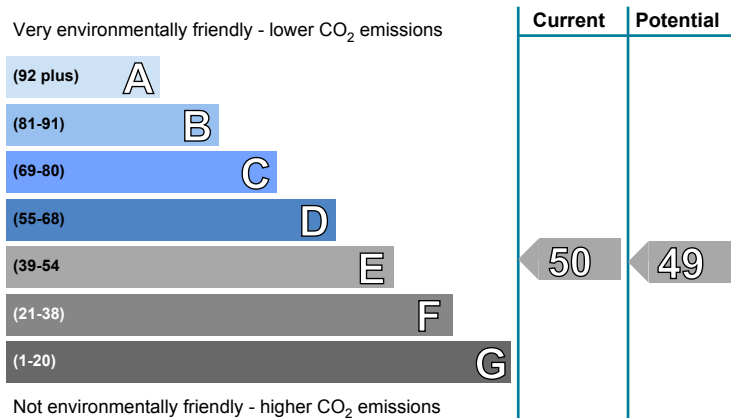 Very environmentally friendly - lower CO2 emissions
Current
Potential
(92 plus) A
(81-91) B
(69-80) C
(55-68) D
(39-54 E
50
49
(21-38) F
(1-20) G
Not environmentally friendly - higher CO2 emissions